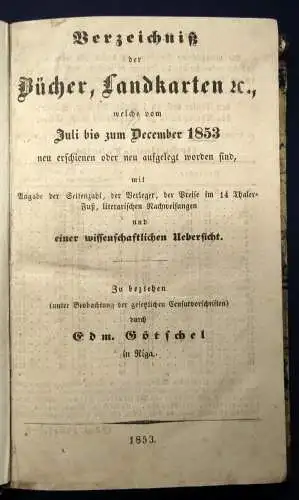 Verzeichniß
der
Bücher, Landkarten ꝛc.,
welche vom
Juli bis zum December 1853
neu erschienen oder neu aufgelegt worden sind,
mit
Angabe der Seitenzahl, der Verleger, der Preise im 14 Thaler-
Fuß, literarischen Nachweisungen
und
einer wissenschaftlichen Uebersicht.
Zu beziehen
(unter Beobachtung der gesetzlichen Censurvorschriften)
durch
Edm. Götschel
in Riga.
1853.